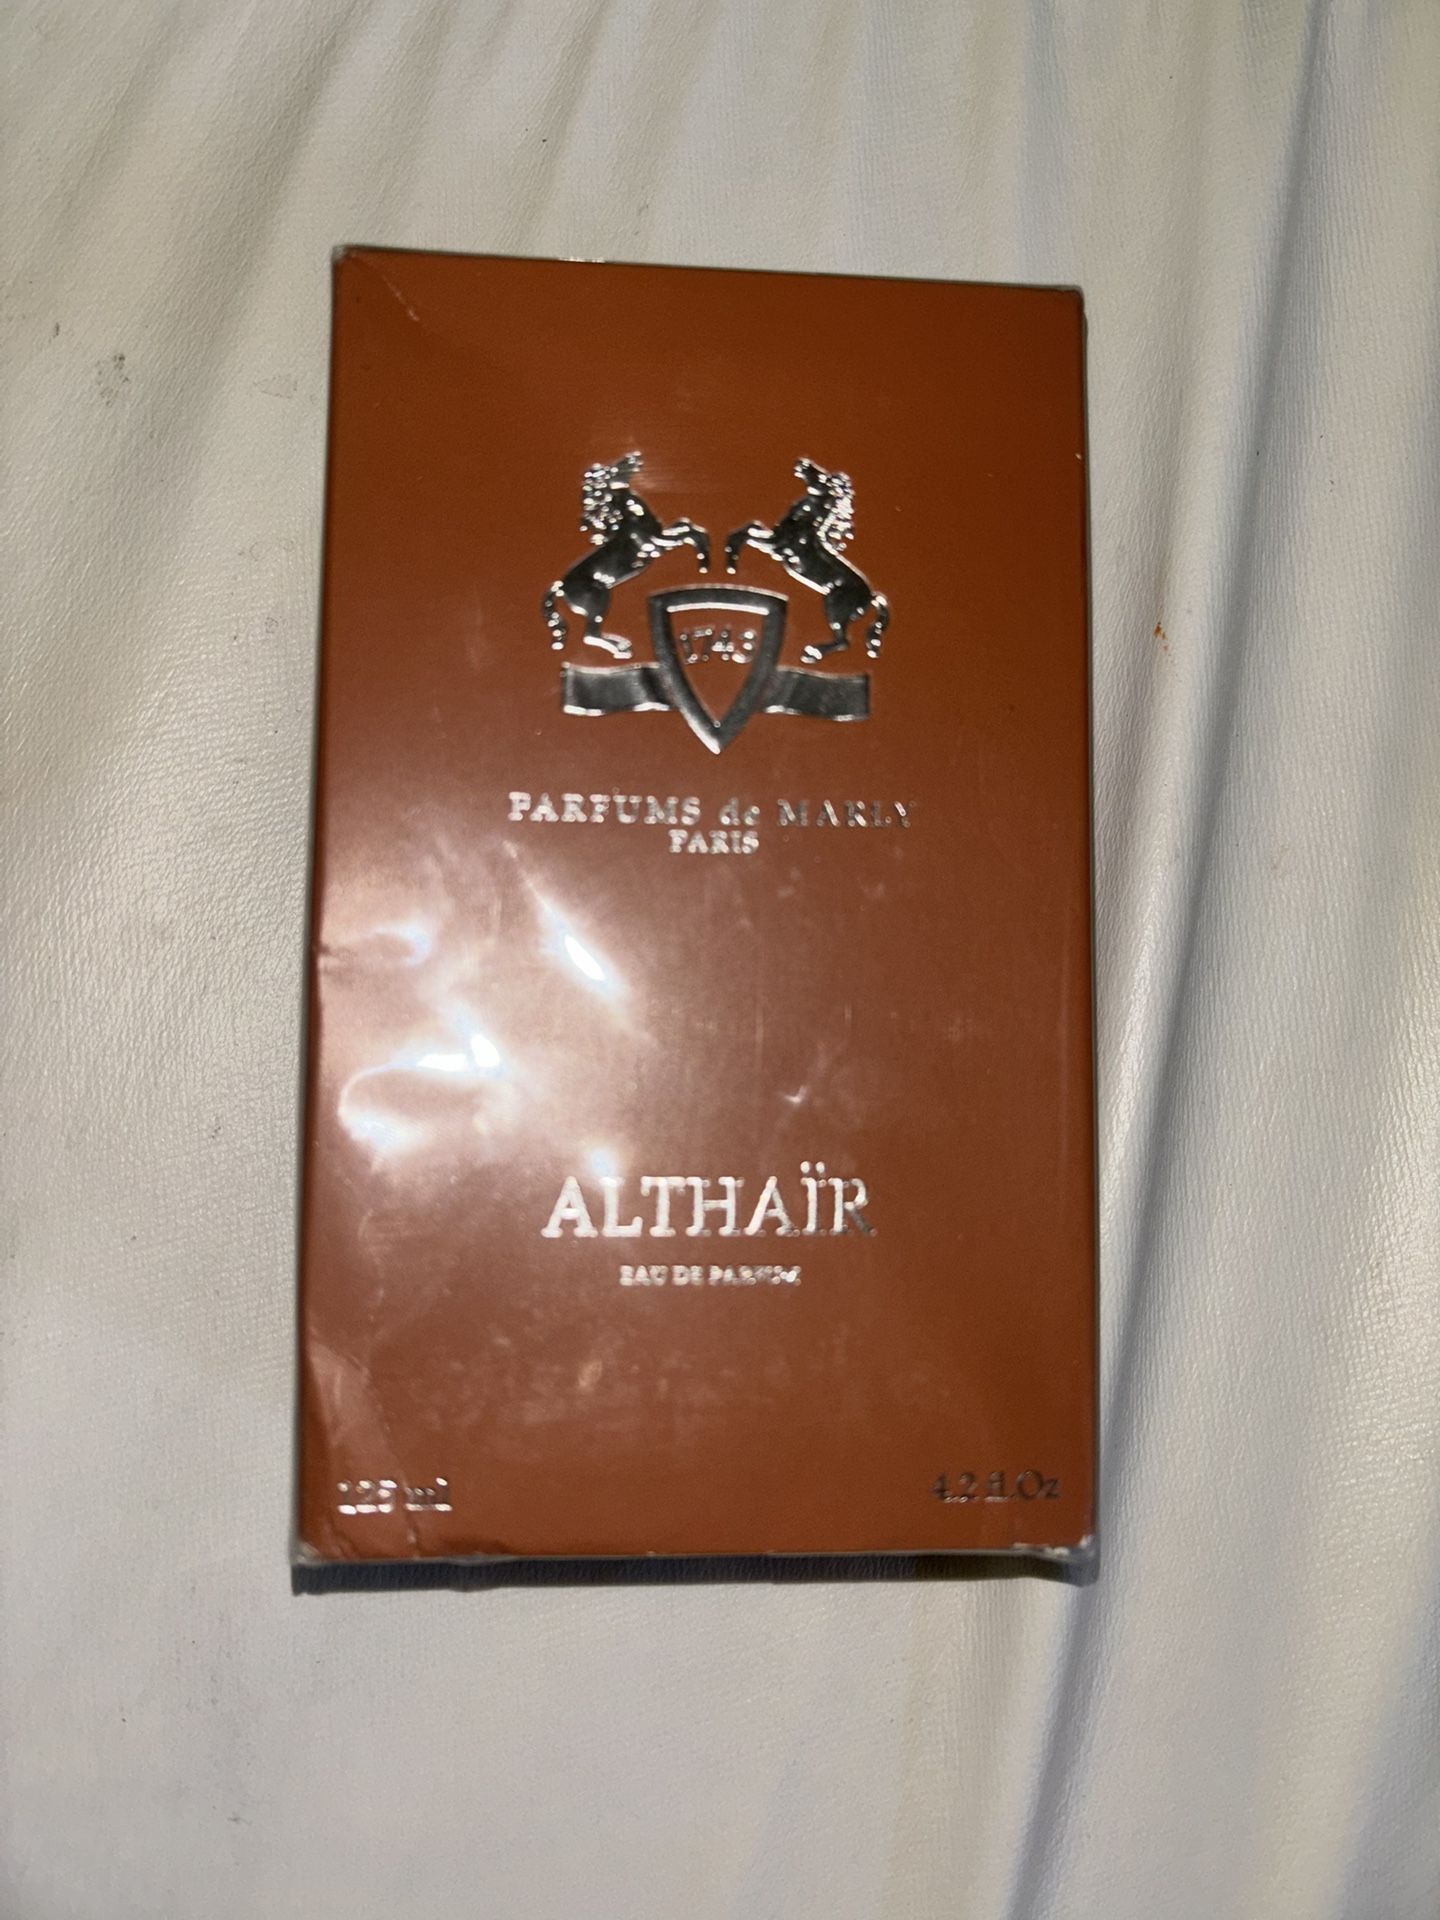 1743
PARFUMS de MARLY
PARIS
ALTHAÏR
EAU DE PARFUM
125 ml
4.2 fl.Oz